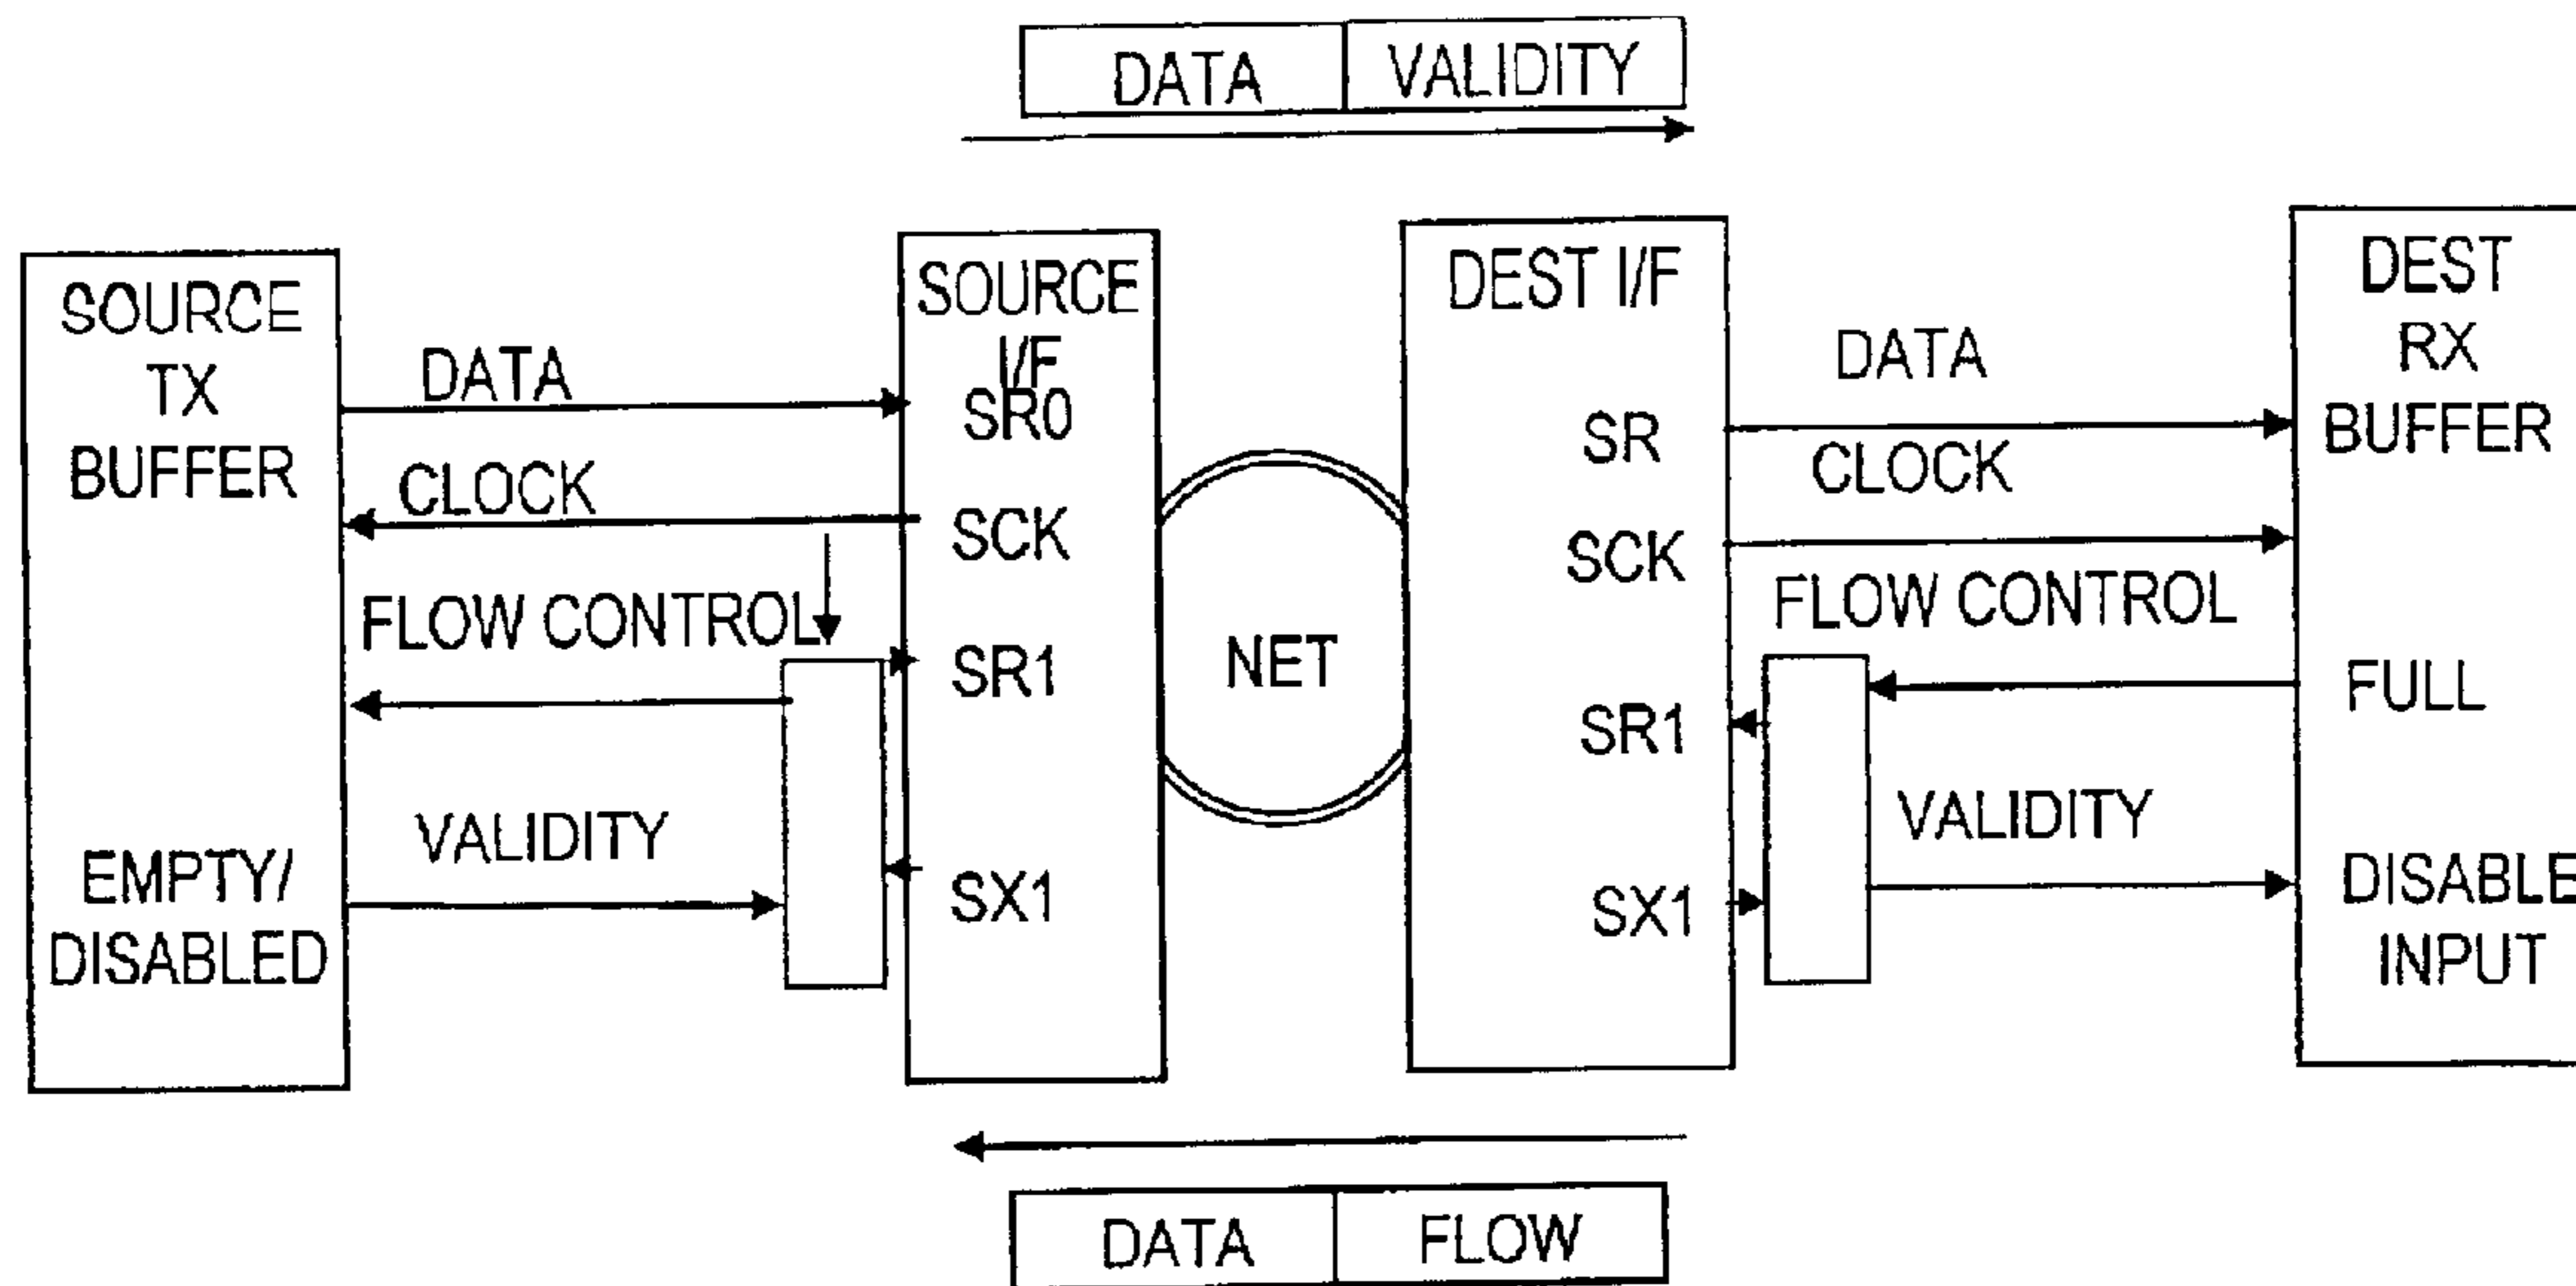 DATA VALIDITY
SOURCE
TX
BUFFER
EMPTY/
DISABLED
DATA
CLOCK
FLOW CONTROL
VALIDITY
SOURCE
I/F
SR0
SCK
SR1
SX1
NET
DEST I/F
SR
SCK
SR1
SX1
DATA
CLOCK
FLOW CONTROL
VALIDITY
DEST
RX
BUFFER
FULL
DISABLE
INPUT
DATA FLOW